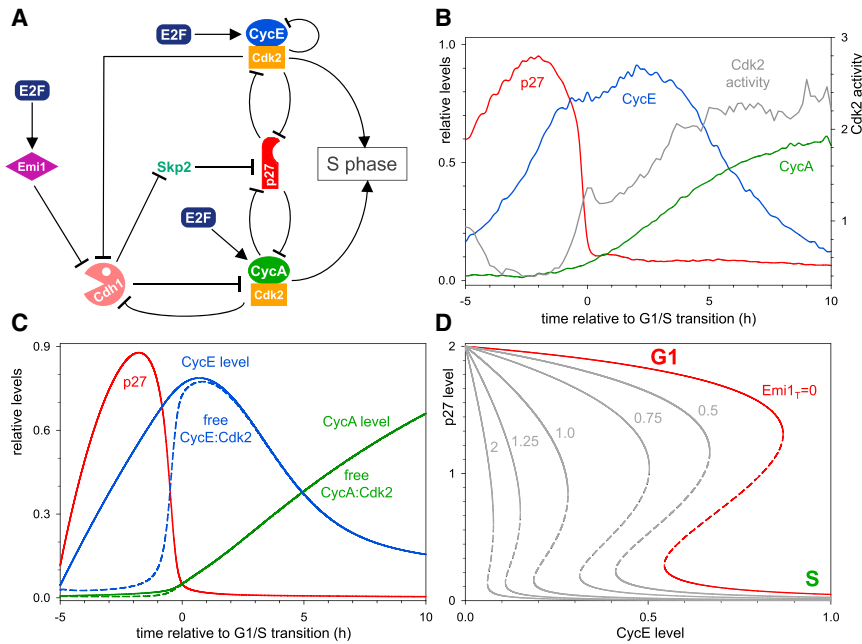 A
E2F
CycE
Cdk2
E2F
Emi1
Skp2
p27
S phase
E2F
CycA
Cdk2
Cdh1
B
relative levels
1.0
0.5
0.0
p27
CycE
Cdk2
activity
CycA
3
2
1
Cdk2 activity
-5
0
5
10
time relative to G1/S transition (h)
C
relative levels
0.9
0.6
0.3
0.0
p27
CycE level
free
CycE:Cdk2
CycA level
free
CycA:Cdk2
-5
0
5
10
time relative to G1/S transition (h)
D
p27 level
2
1
0
G1
Emi1T=0
2
1.25
1.0
0.75
0.5
S
0.0
0.5
1.0
CycE level